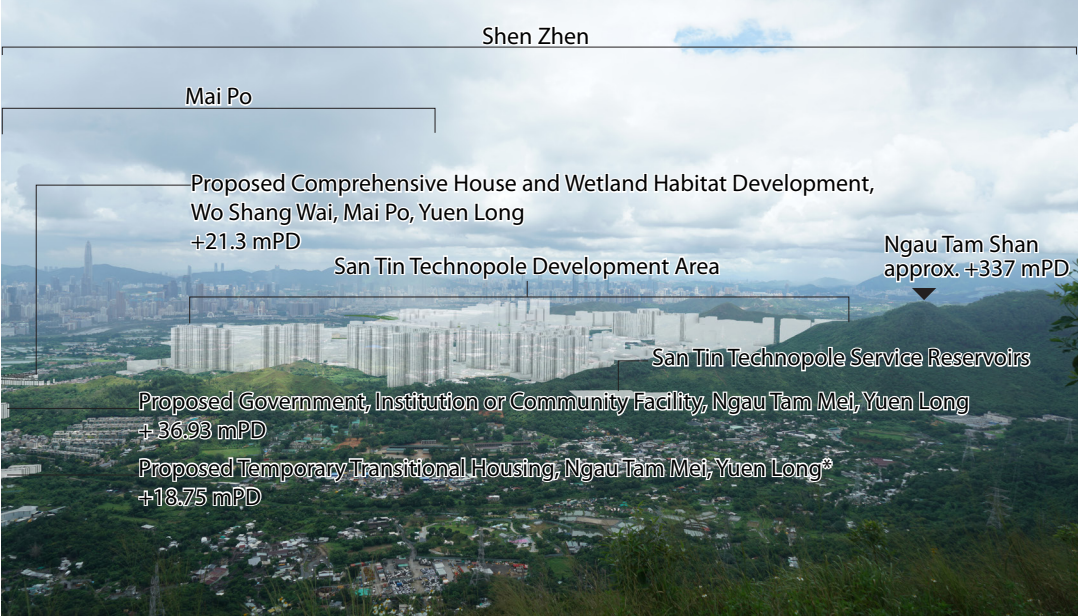 Shen Zhen
Mai Po
Proposed Comprehensive House and Wetland Habitat Development,
Wo Shang Wai, Mai Po, Yuen Long
+21.3 mPD
Ngau Tam Shan
approx. +337 mPD
San Tin Technopole Development Area
San Tin Technopole Service Reservoirs
Proposed Government, Institution or Community Facility, Ngau Tam Mei, Yuen Long
+ 36.93 mPD
Proposed Temporary Transitional Housing, Ngau Tam Mei, Yuen Long*
+18.75 mPD